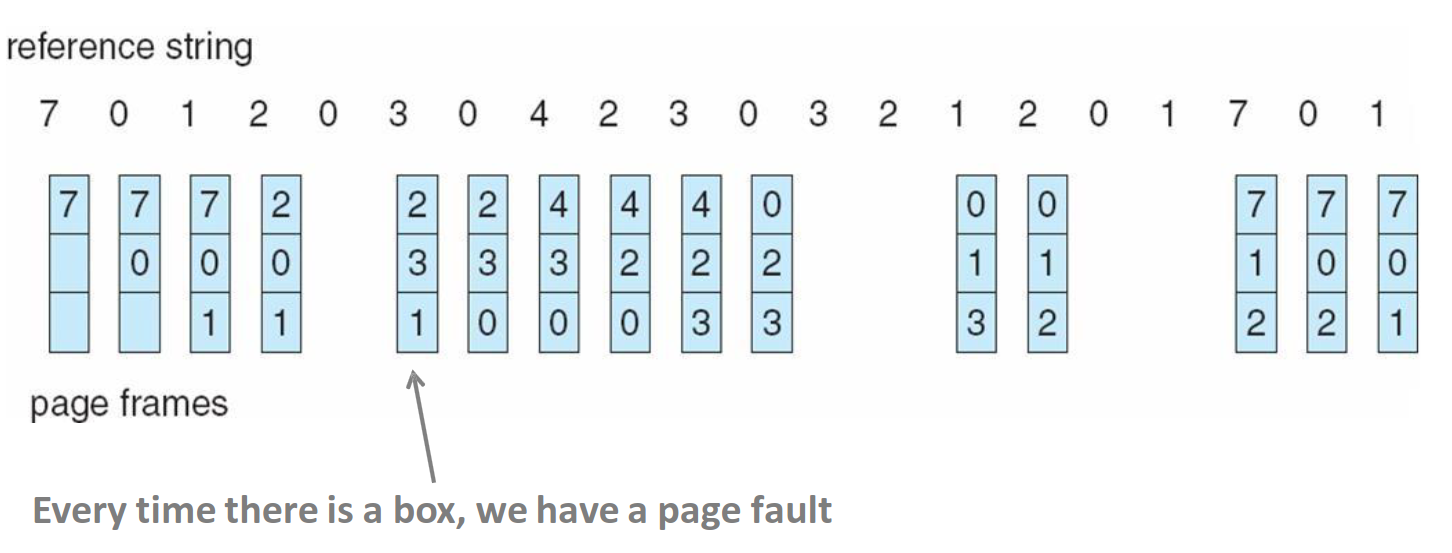 reference string
7 0 1 2 0 3 0 4 2 3 0 3 2 1 2 0 1 7 0 1
7 7 7 2 2 2 4 4 4 0 0 0 7 7 7
0 0 0 3 3 3 2 2 2 1 1 1 0 0
1 1 1 0 0 0 3 3 3 2 2 2 1
page frames
Every time there is a box, we have a page fault